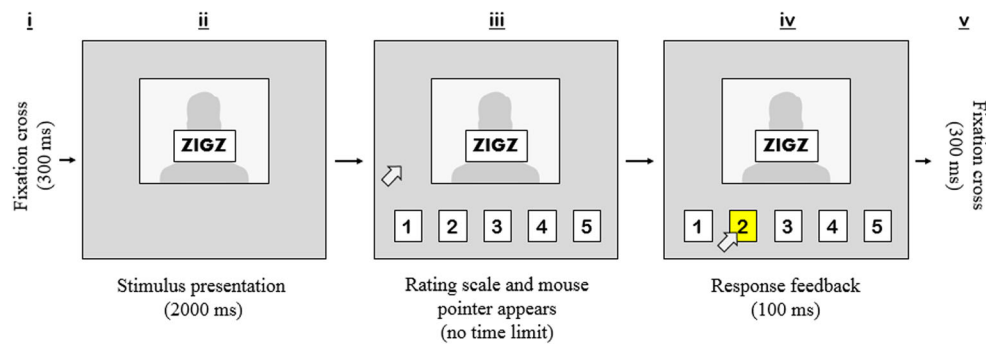 i
ii
iii
iv
v
Fixation cross
(300 ms)
ZIGZ
ZIGZ
1 2 3 4 5
ZIGZ
1 2 3 4 5
Fixation cross
(300 ms)
Stimulus presentation
(2000 ms)
Rating scale and mouse
pointer appears
(no time limit)
Response feedback
(100 ms)